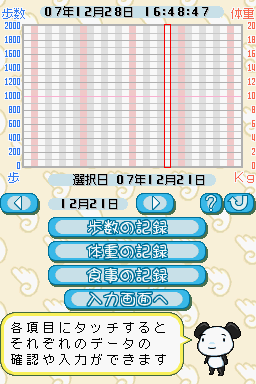 歩数 07年12月28日 16:48:47 体重
2000 20
1800 18
1600 16
1400 14
1200 12
1000 10
800 8
600 6
400 4
200 2
0 0
歩 選択日 07年12月21日 Kg
12月21日 ?
歩数の記録
体重の記録
食事の記録
入力画面へ
各項目にタッチすると
それぞれのデータの
確認や入力ができます